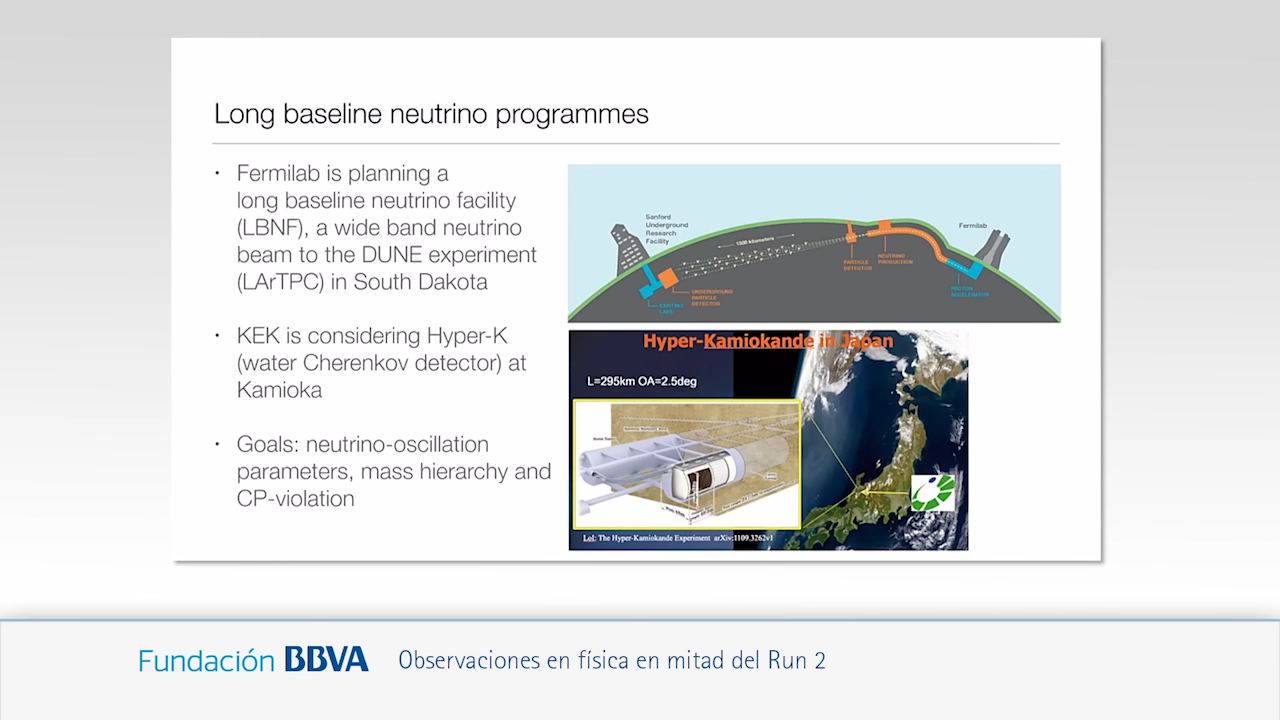 Long baseline neutrino programmes
• Fermilab is planning a
long baseline neutrino facility
(LBNF), a wide band neutrino
beam to the DUNE experiment
(LArTPC) in South Dakota
• KEK is considering Hyper-K
(water Cherenkov detector) at
Kamioka
• Goals: neutrino-oscillation
parameters, mass hierarchy and
CP-violation
Sanford
Underground
Research
Facility
1300 kilometers
Fermilab
PARTICLE
DETECTOR
NEUTRINO
PRODUCTION
UNDERGROUND
PARTICLE
DETECTOR
EXISTING
LABS
PROTON
ACCELERATOR
Hyper-Kamiokande in Japan
L=295km OA=2.5deg
LoI: The Hyper-Kamiokande Experiment arXiv:1109.3262v1
Fundación BBVA
Observaciones en física en mitad del Run 2